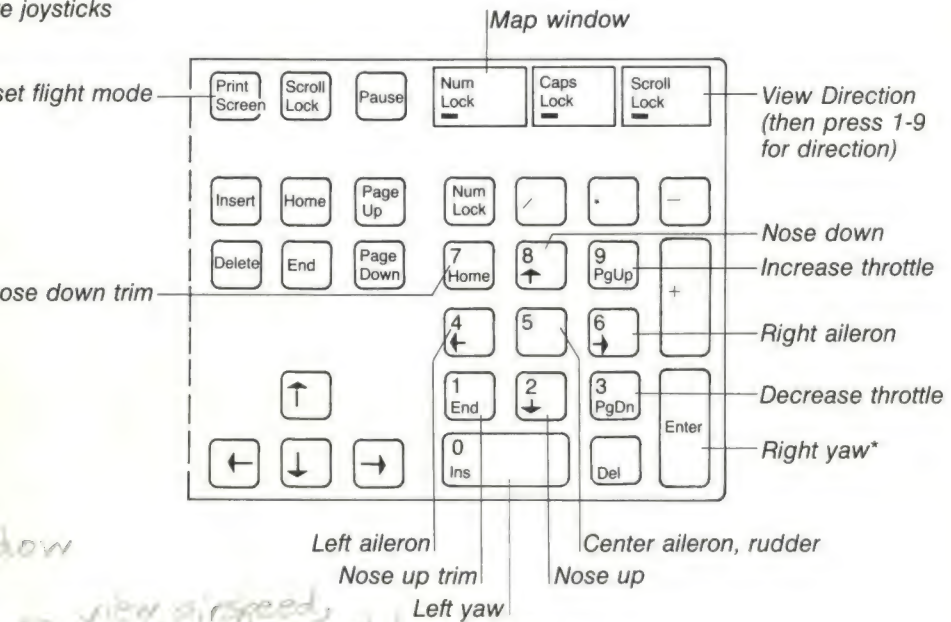 joysticks
Map window
set flight mode
Print
Screen
Scroll
Lock
Pause
Num
Lock
Caps
Lock
Scroll
Lock
View Direction
(then press 1-9
for direction)
Insert
Home
Page
Up
Num
Lock
/
-
Nose down
Delete
End
Page
Down
7
Home
8
↑
9
PgUp
+
Increase throttle
down trim
4
←
5
6
→
Right aileron
↑
1
End
2
↓
3
PgDn
Enter
Decrease throttle
←
↓
→
0
Ins
Del
Right yaw*
Left aileron
Center aileron, rudder
Nose up trim
Nose up
Left yaw
view airspeed,